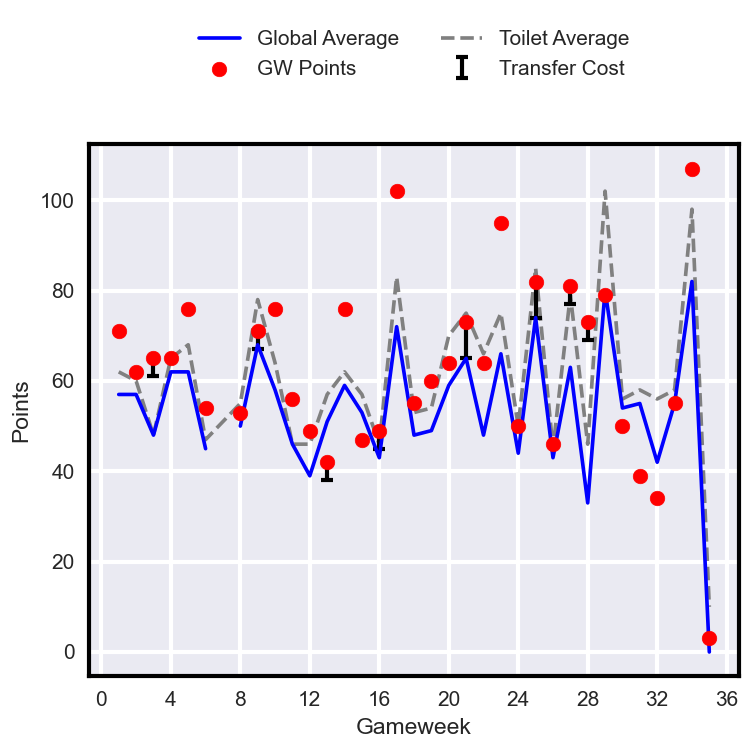 Global Average
Toilet Average
GW Points
Transfer Cost
100
80
60
40
20
0
Points
0 4 8 12 16 20 24 28 32 36
Gameweek